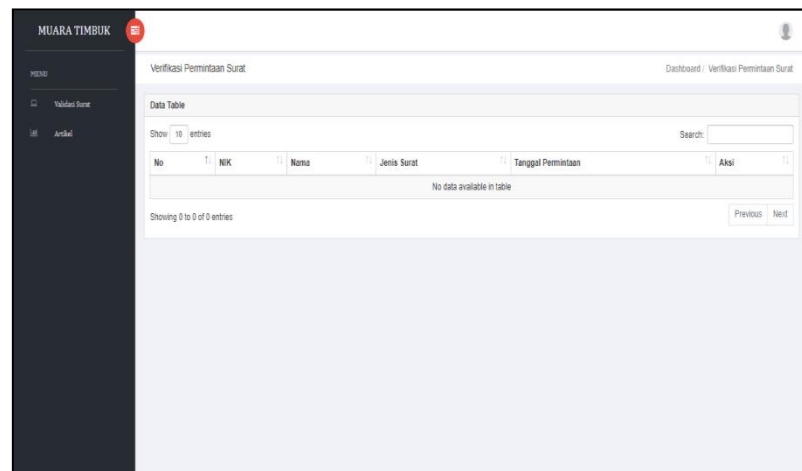 MUARA TIMBUK
MENU
Validasi Surat
Artikel
Verifikasi Permintaan Surat
Dashboard / Verifikasi Permintaan Surat
Data Table
Show 10 entries
Search:
No NIK Nama Jenis Surat Tanggal Permintaan Aksi
No data available in table
Showing 0 to 0 of 0 entries
Previous Next